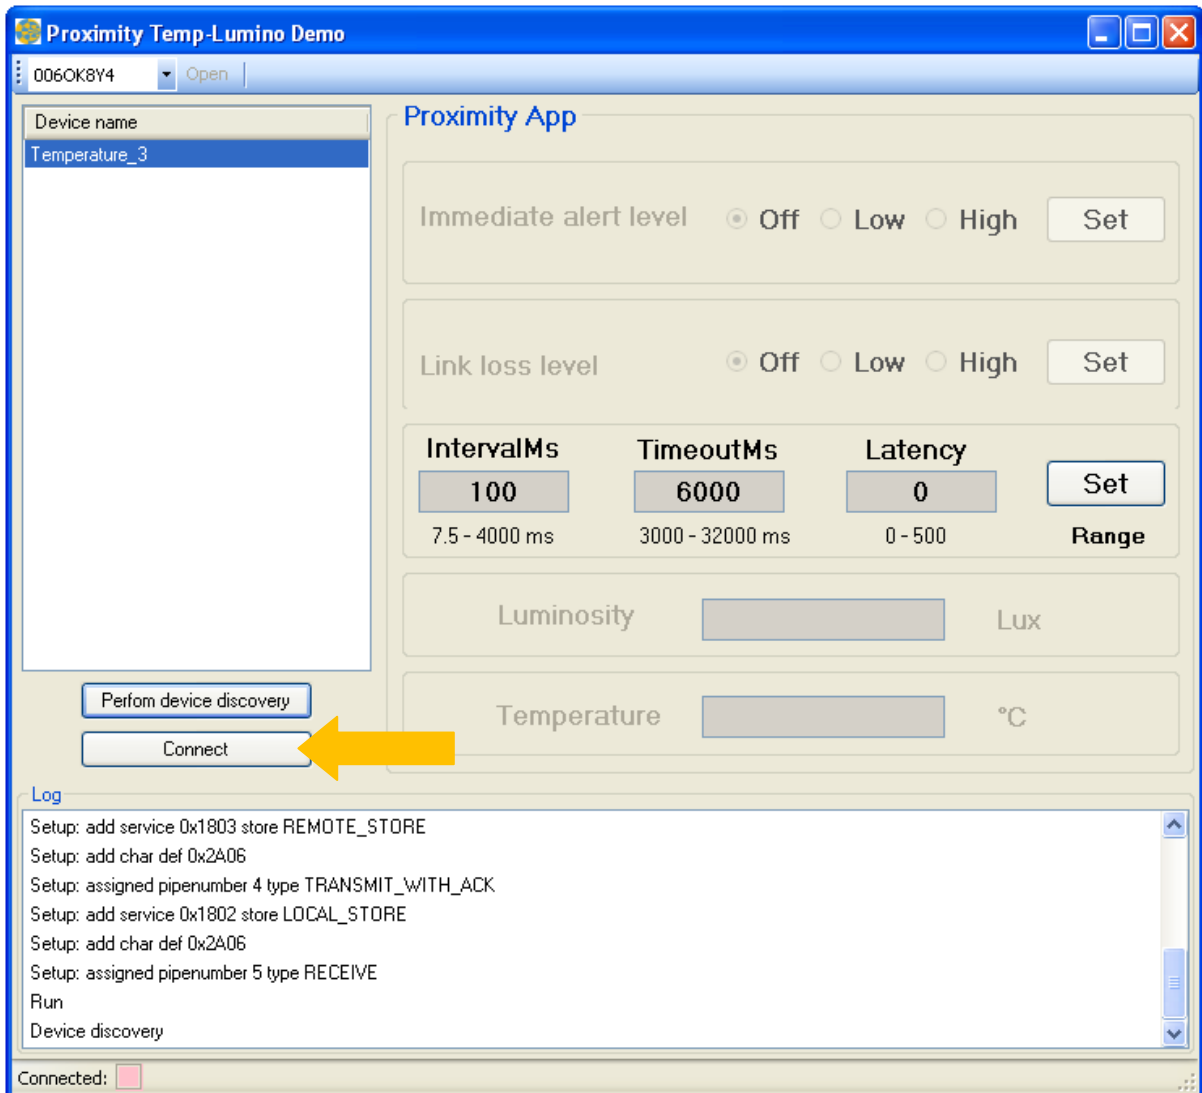 Proximity Temp-Lumino Demo
006OK8Y4 Open
Device name
Temperature_3
Perfom device discovery
Connect
Proximity App
Immediate alert level Off Low High Set
Link loss level Off Low High Set
IntervalMs TimeoutMs Latency
100 6000 0 Set
7.5 - 4000 ms 3000 - 32000 ms 0 - 500 Range
Luminosity Lux
Temperature °C
Log
Setup: add service 0x1803 store REMOTE_STORE
Setup: add char def 0x2A06
Setup: assigned pipenumber 4 type TRANSMIT_WITH_ACK
Setup: add service 0x1802 store LOCAL_STORE
Setup: add char def 0x2A06
Setup: assigned pipenumber 5 type RECEIVE
Run
Device discovery
Connected: